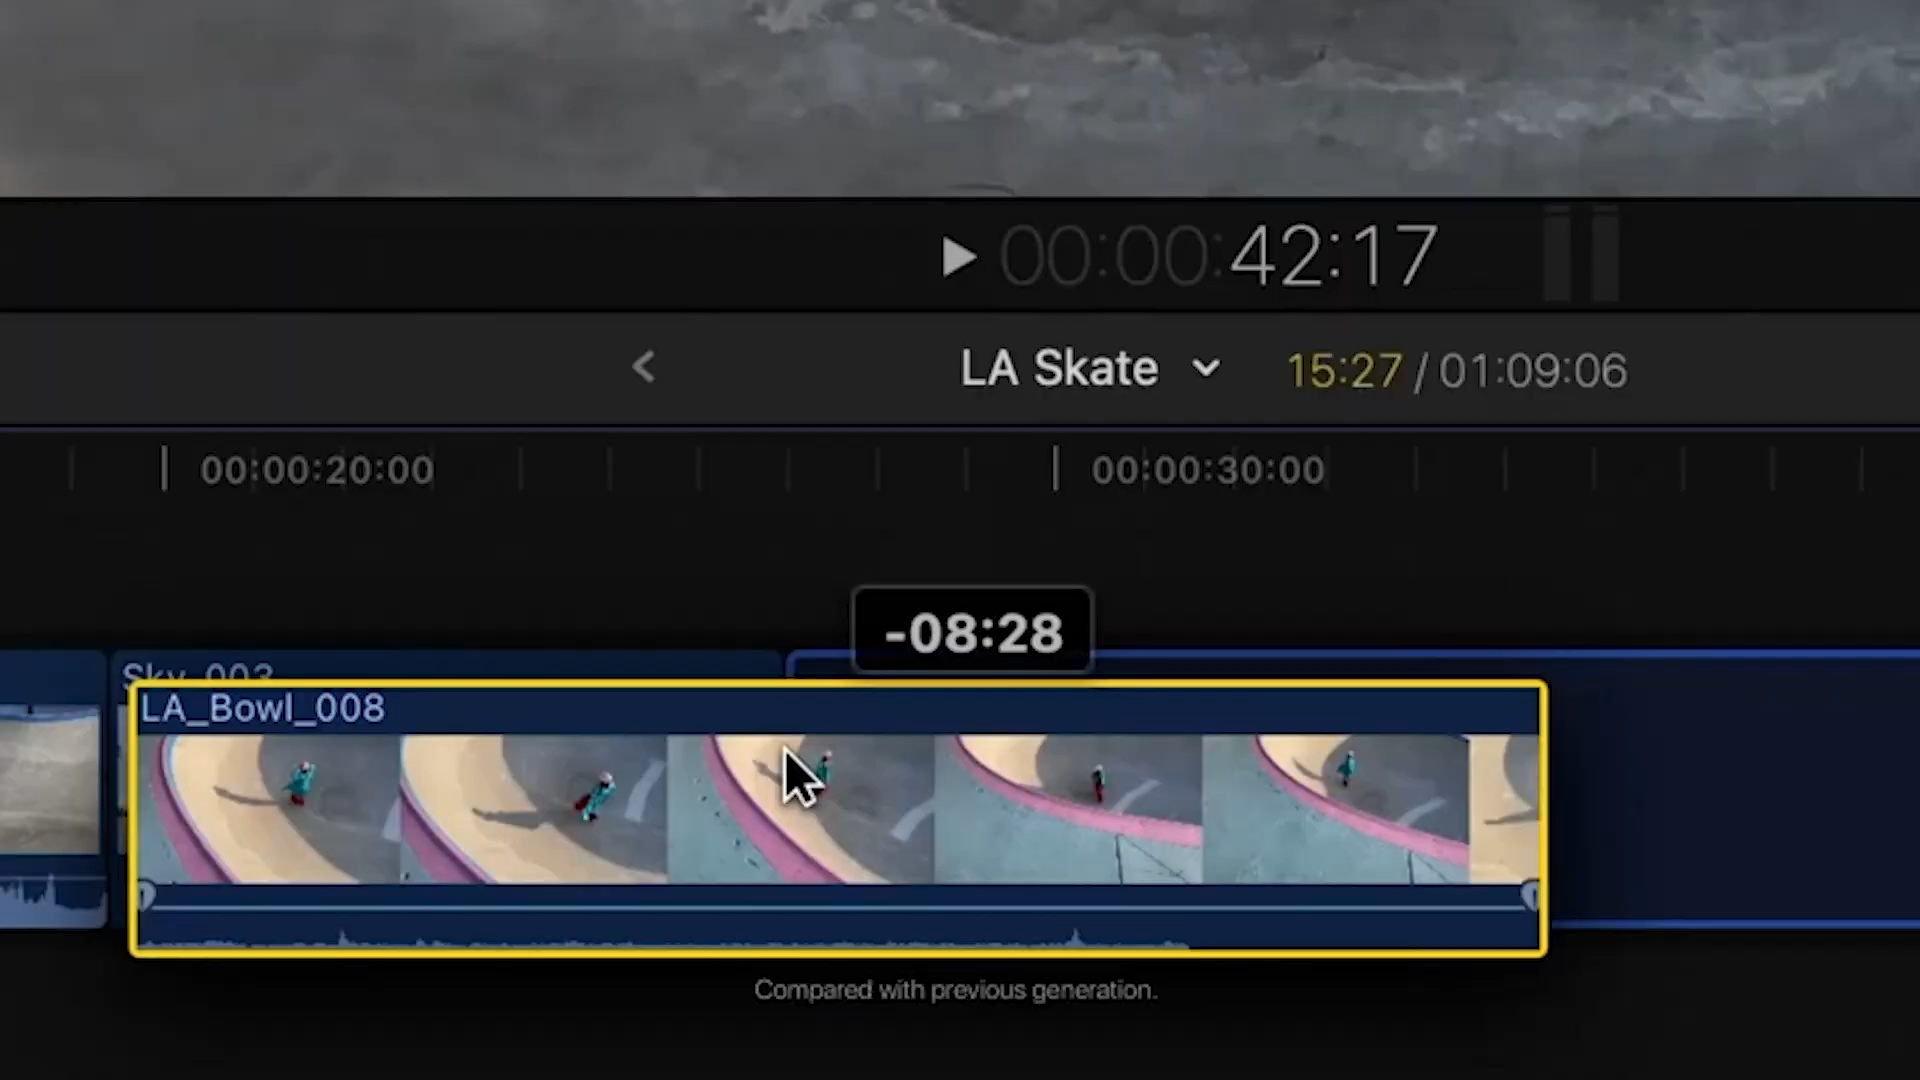 00:00:42:17
LA Skate 15:27 / 01:09:06
00:00:20:00 00:00:30:00
-08:28
Sky_003
LA_Bowl_008
Compared with previous generation.